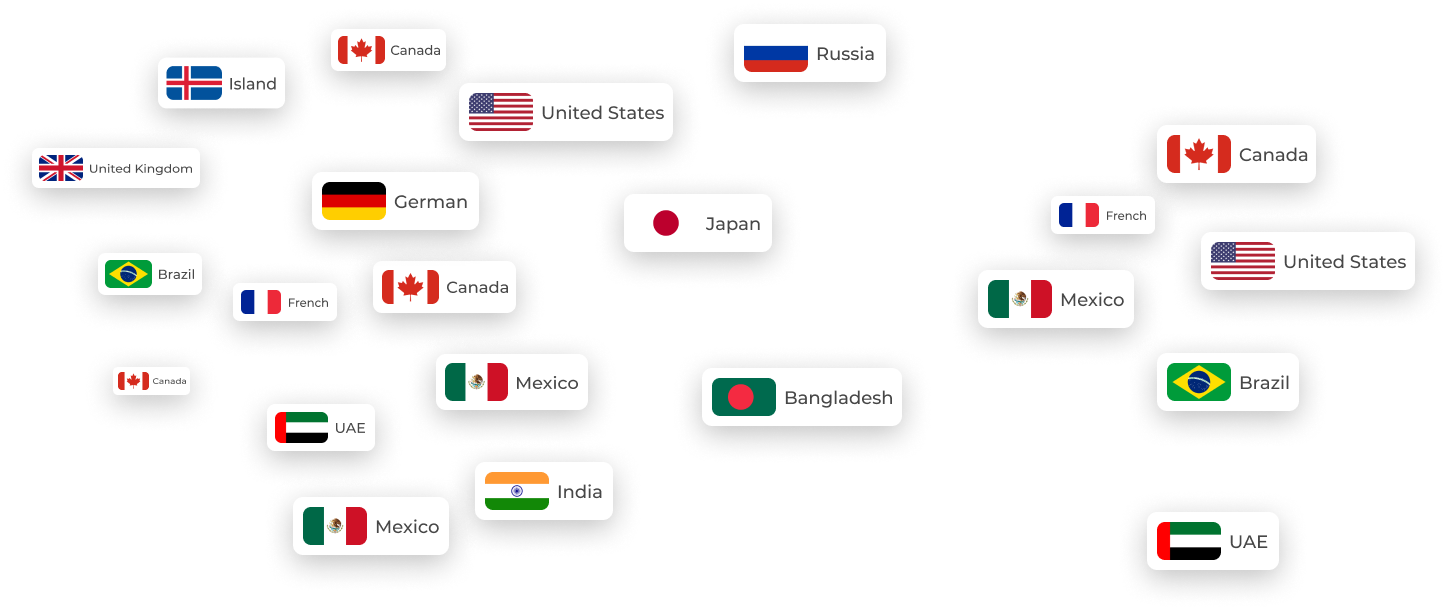 Canada
Russia
Island
United States
Canada
United Kingdom
German
French
Japan
United States
Brazil
Canada
French
Mexico
Canada
Mexico
Brazil
Bangladesh
UAE
India
Mexico
UAE